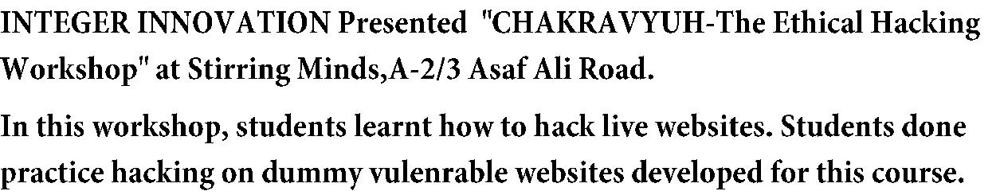 INTEGER INNOVATION Presented "CHAKRAVYUH-The Ethical Hacking
Workshop" at Stirring Minds,A-2/3 Asaf Ali Road.
In this workshop, students learnt how to hack live websites. Students done
practice hacking on dummy vulenrable websites developed for this course.